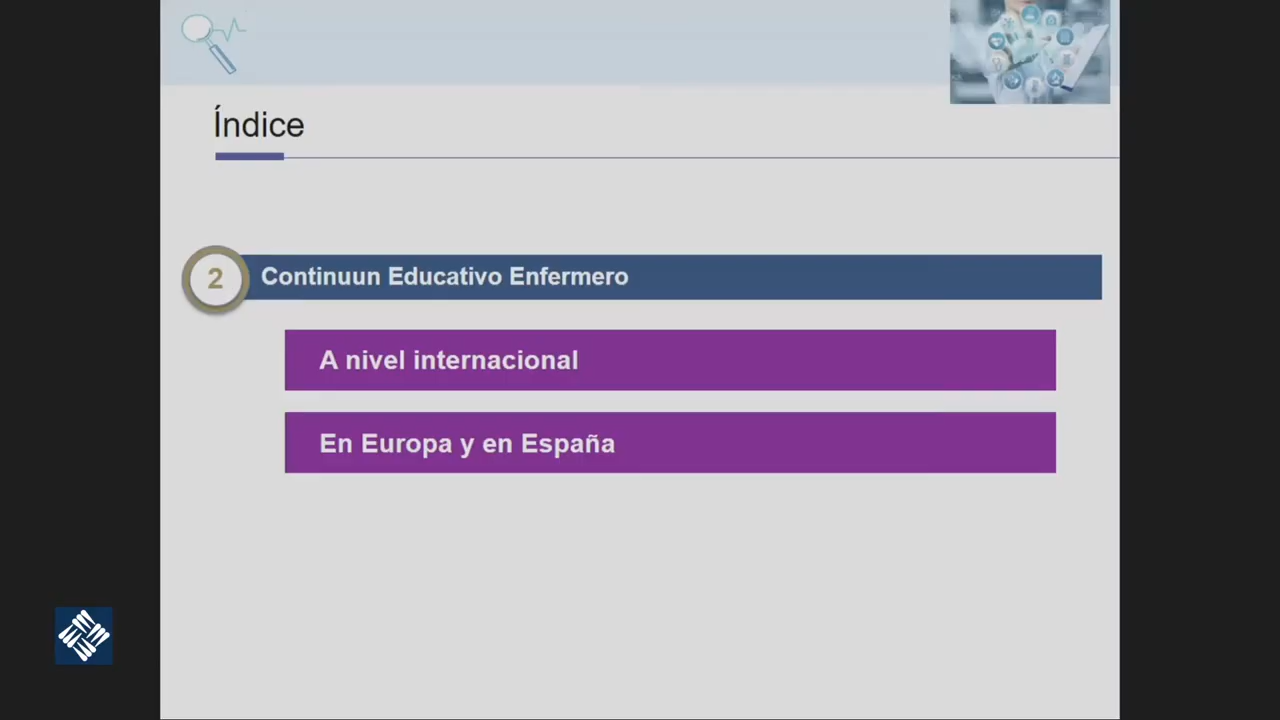 Índice
2
Continuun Educativo Enfermero
A nivel internacional
En Europa y en España